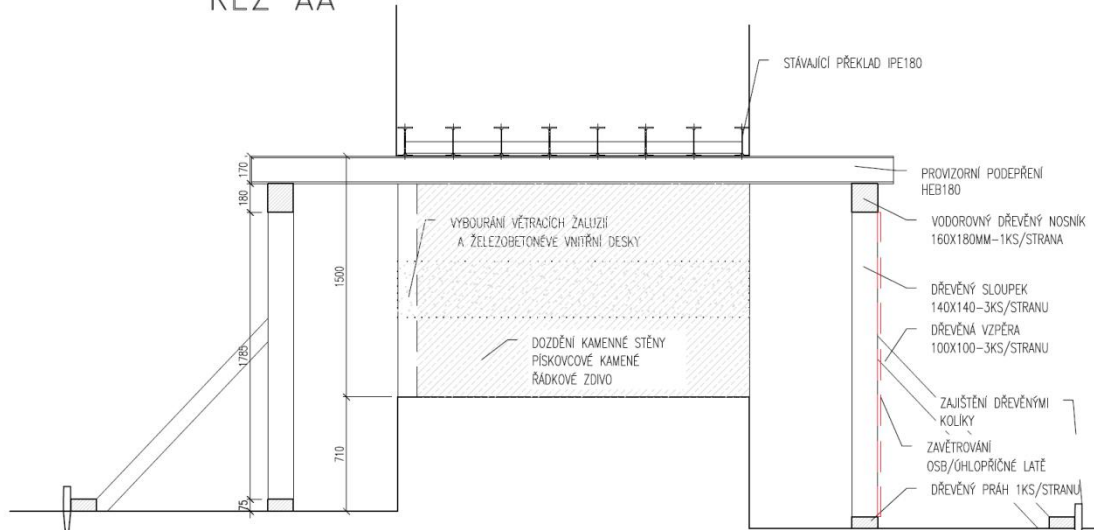 ŘEZ AA
STÁVAJÍCÍ PŘEKLAD IPE180
PROVIZORNÍ PODEPŘENÍ
HEB180
VODOROVNÝ DŘEVĚNÝ NOSNÍK
160X180MM-1KS/STRANA
VYBOURÁNÍ VĚTRACÍCH ŽALUZIÍ
A ŽELEZOBETONÉVÉ VNITŘNÍ DESKY
DŘEVĚNÝ SLOUPEK
140X140-3KS/STRANU
DŘEVĚNÁ VZPĚRA
100X100-3KS/STRANU
DOZDĚNÍ KAMENNÉ STĚNY
PÍSKOVCOVÉ KAMENÉ
ŘÁDKOVÉ ZDIVO
ZAJIŠTĚNÍ DŘEVĚNÝMI
KOLÍKY
ZAVĚTROVÁNÍ
OSB/ÚHLOPŘÍČNÉ LATĚ
DŘEVĚNÝ PRÁH 1KS/STRANU
170
180
1500
1785
710
75